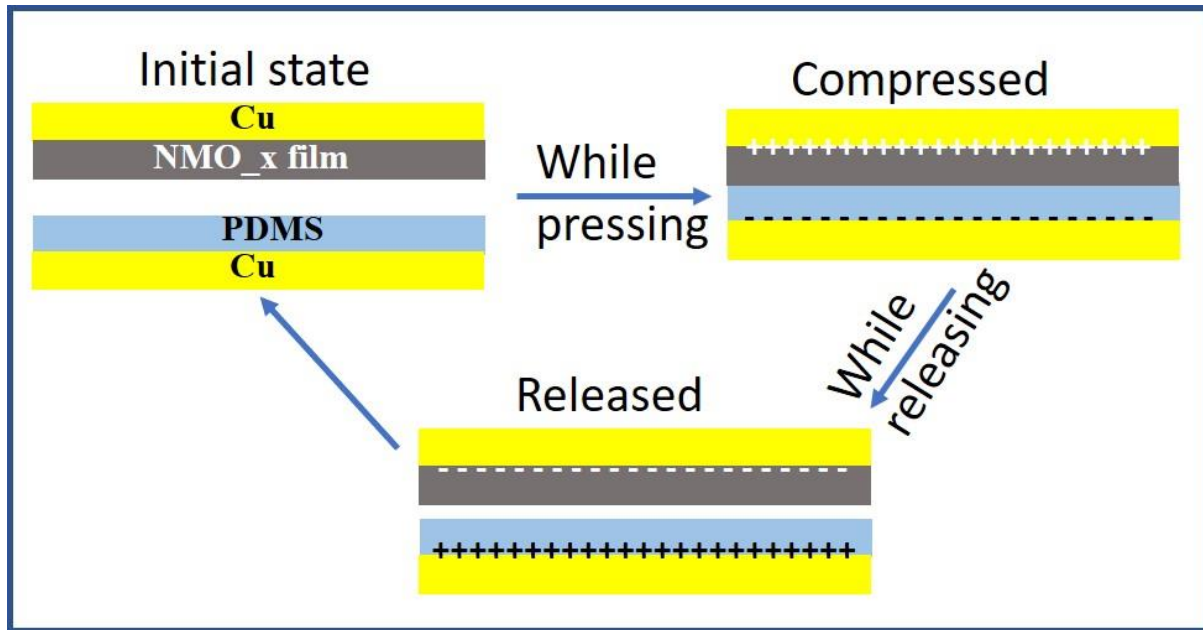 Initial state
Cu
NMO_x film
PDMS
Cu
While
pressing
Compressed
+++++++++++++++++++++++
- - - - - - - - - - - - - - - - - - - - - - -
While
releasing
Released
- - - - - - - - - - - - - - - - - - - - - - -
+++++++++++++++++++++++